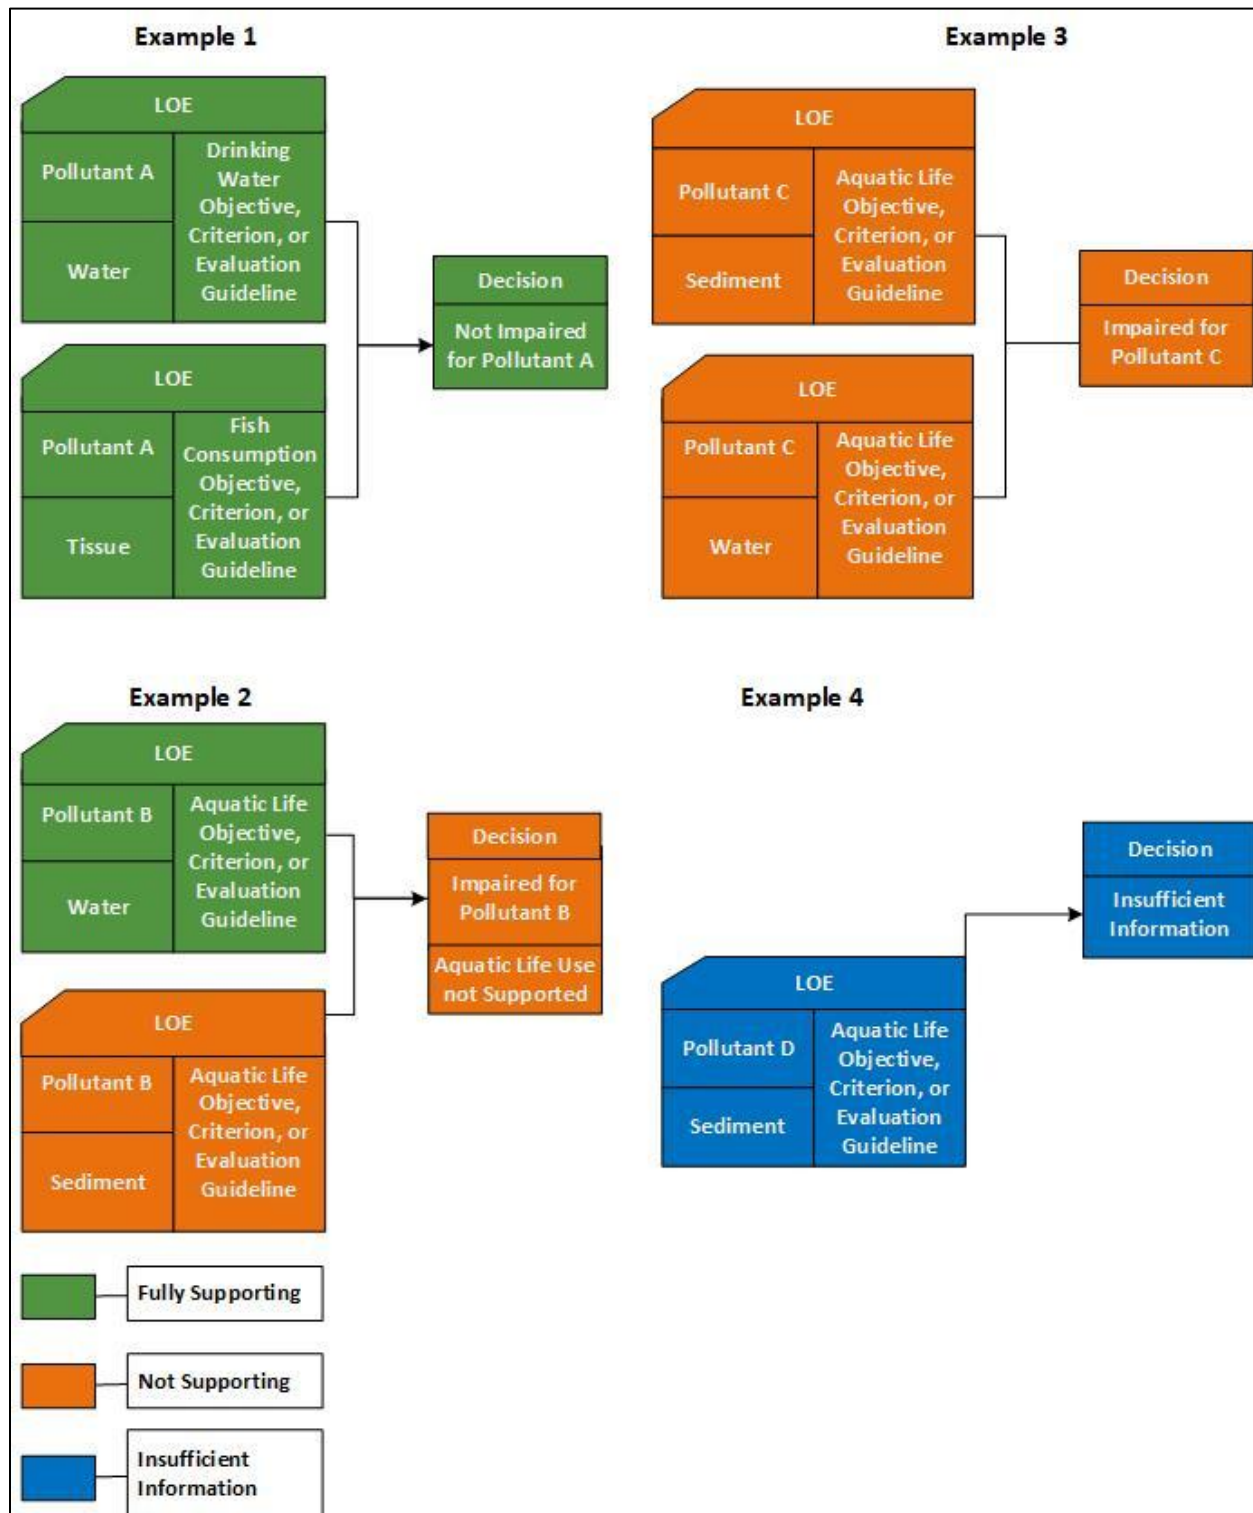 Example 1
LOE
Pollutant A
Water
Drinking
Water
Objective,
Criterion, or
Evaluation
Guideline
LOE
Pollutant A
Tissue
Fish
Consumption
Objective,
Criterion, or
Evaluation
Guideline
Decision
Not Impaired
for Pollutant A
Example 3
LOE
Pollutant C
Sediment
Aquatic Life
Objective,
Criterion, or
Evaluation
Guideline
LOE
Pollutant C
Water
Aquatic Life
Objective,
Criterion, or
Evaluation
Guideline
Decision
Impaired for
Pollutant C
Example 2
LOE
Pollutant B
Water
Aquatic Life
Objective,
Criterion, or
Evaluation
Guideline
LOE
Pollutant B
Sediment
Aquatic Life
Objective,
Criterion, or
Evaluation
Guideline
Decision
Impaired for
Pollutant B
Aquatic Life Use
not Supported
Example 4
LOE
Pollutant D
Sediment
Aquatic Life
Objective,
Criterion, or
Evaluation
Guideline
Decision
Insufficient
Information
Fully Supporting
Not Supporting
Insufficient
Information